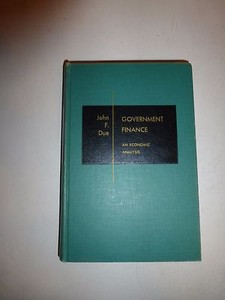 John
F.
Due
GOVERNMENT
FINANCE
AN ECONOMIC
ANALYSIS